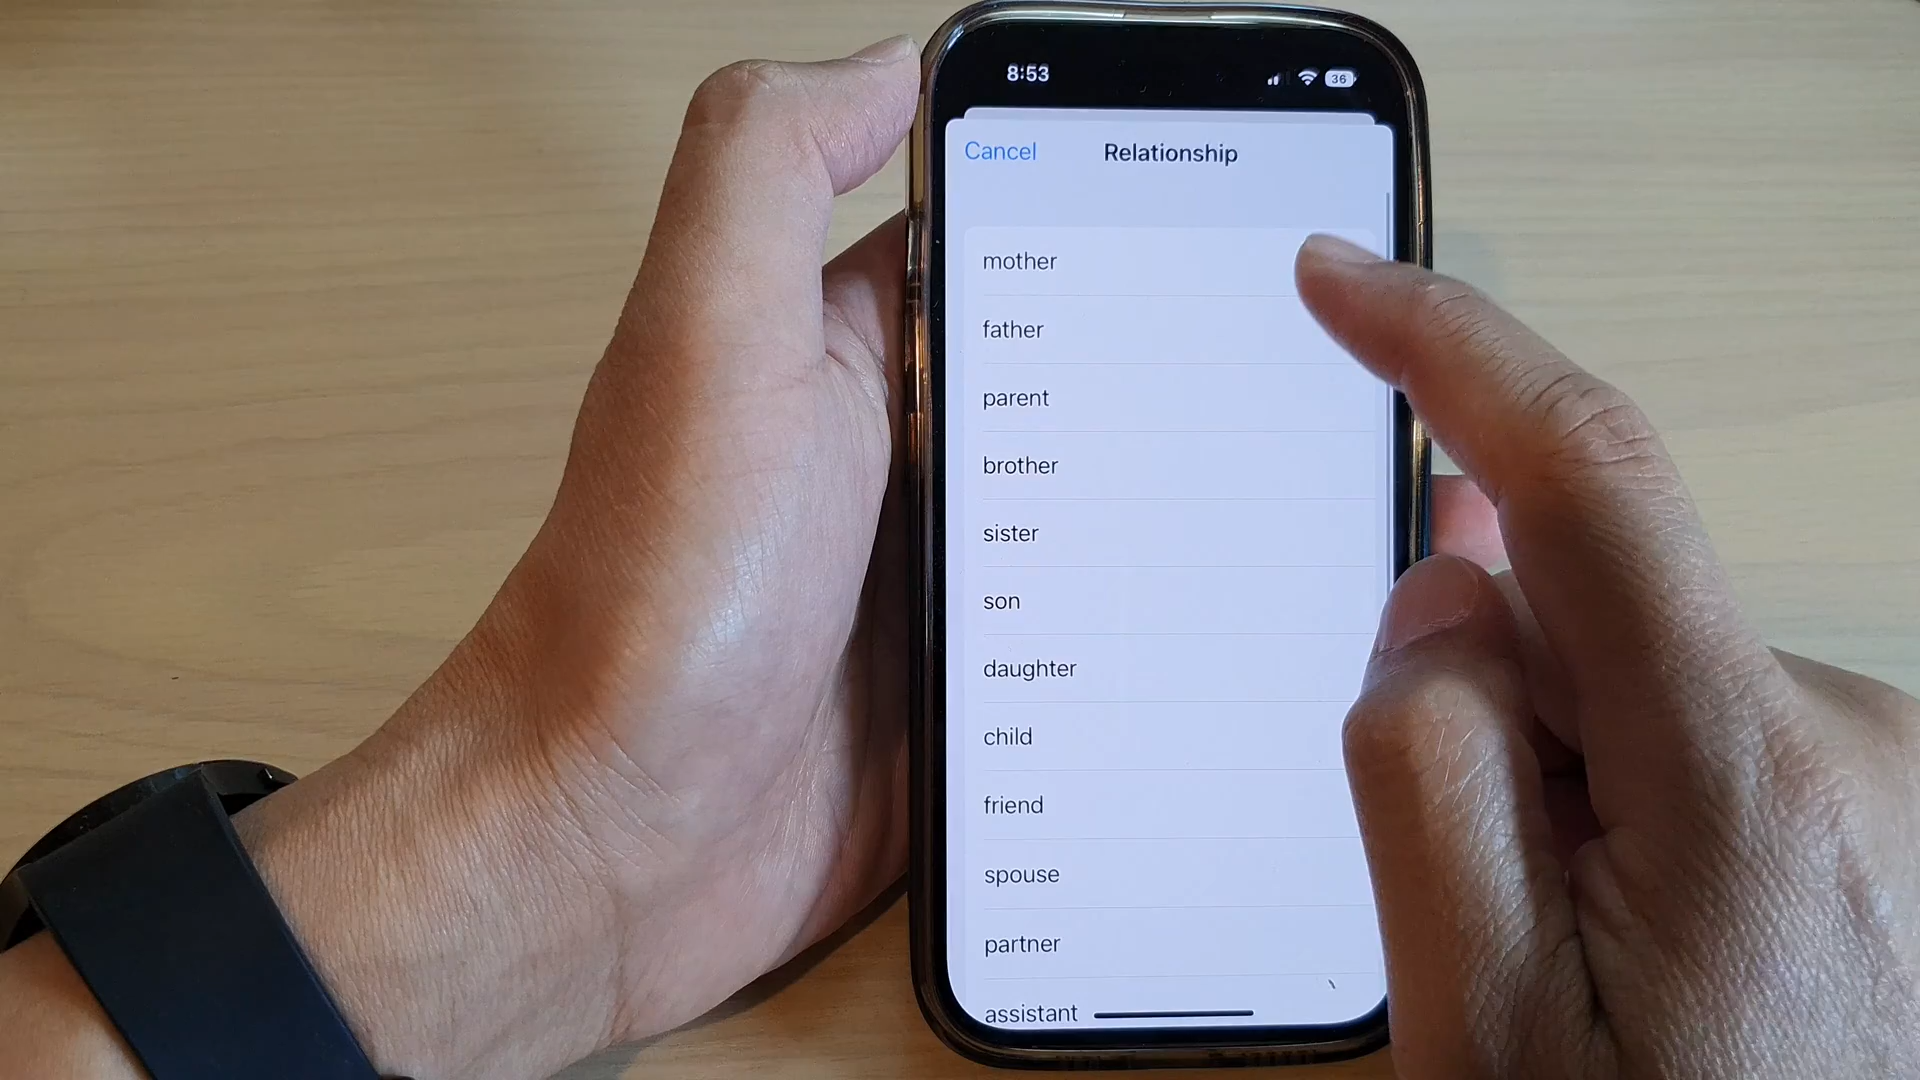 8:53
36
Cancel
Relationship
mother
father
parent
brother
sister
son
daughter
child
friend
spouse
partner
assistant